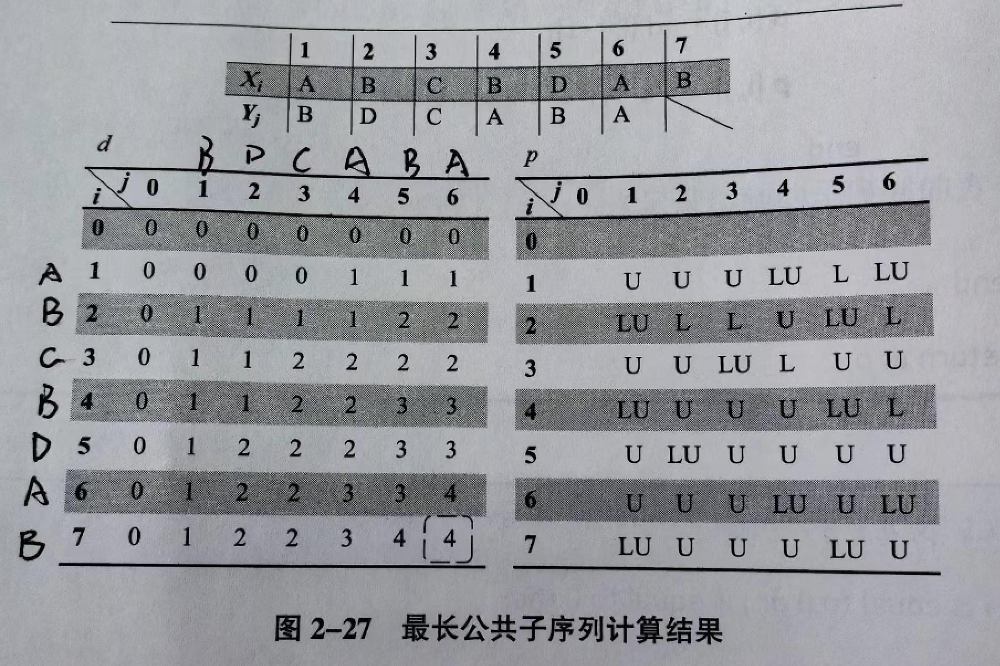 1 2 3 4 5 6 7
Xi A B C B D A B
Yj B D C A B A
d
B D C A B A
i j 0 1 2 3 4 5 6
0 0 0 0 0 0 0 0
A 1 0 0 0 0 1 1 1
B 2 0 1 1 1 1 2 2
C 3 0 1 1 2 2 2 2
B 4 0 1 1 2 2 3 3
D 5 0 1 2 2 2 3 3
A 6 0 1 2 2 3 3 4
B 7 0 1 2 2 3 4 4
p
i j 0 1 2 3 4 5 6
0
1 U U U LU L LU
2 LU L L U LU L
3 U U LU L U U
4 LU U U U LU L
5 U LU U U U U
6 U U U LU U LU
7 LU U U U LU U
图 2-27 最长公共子序列计算结果